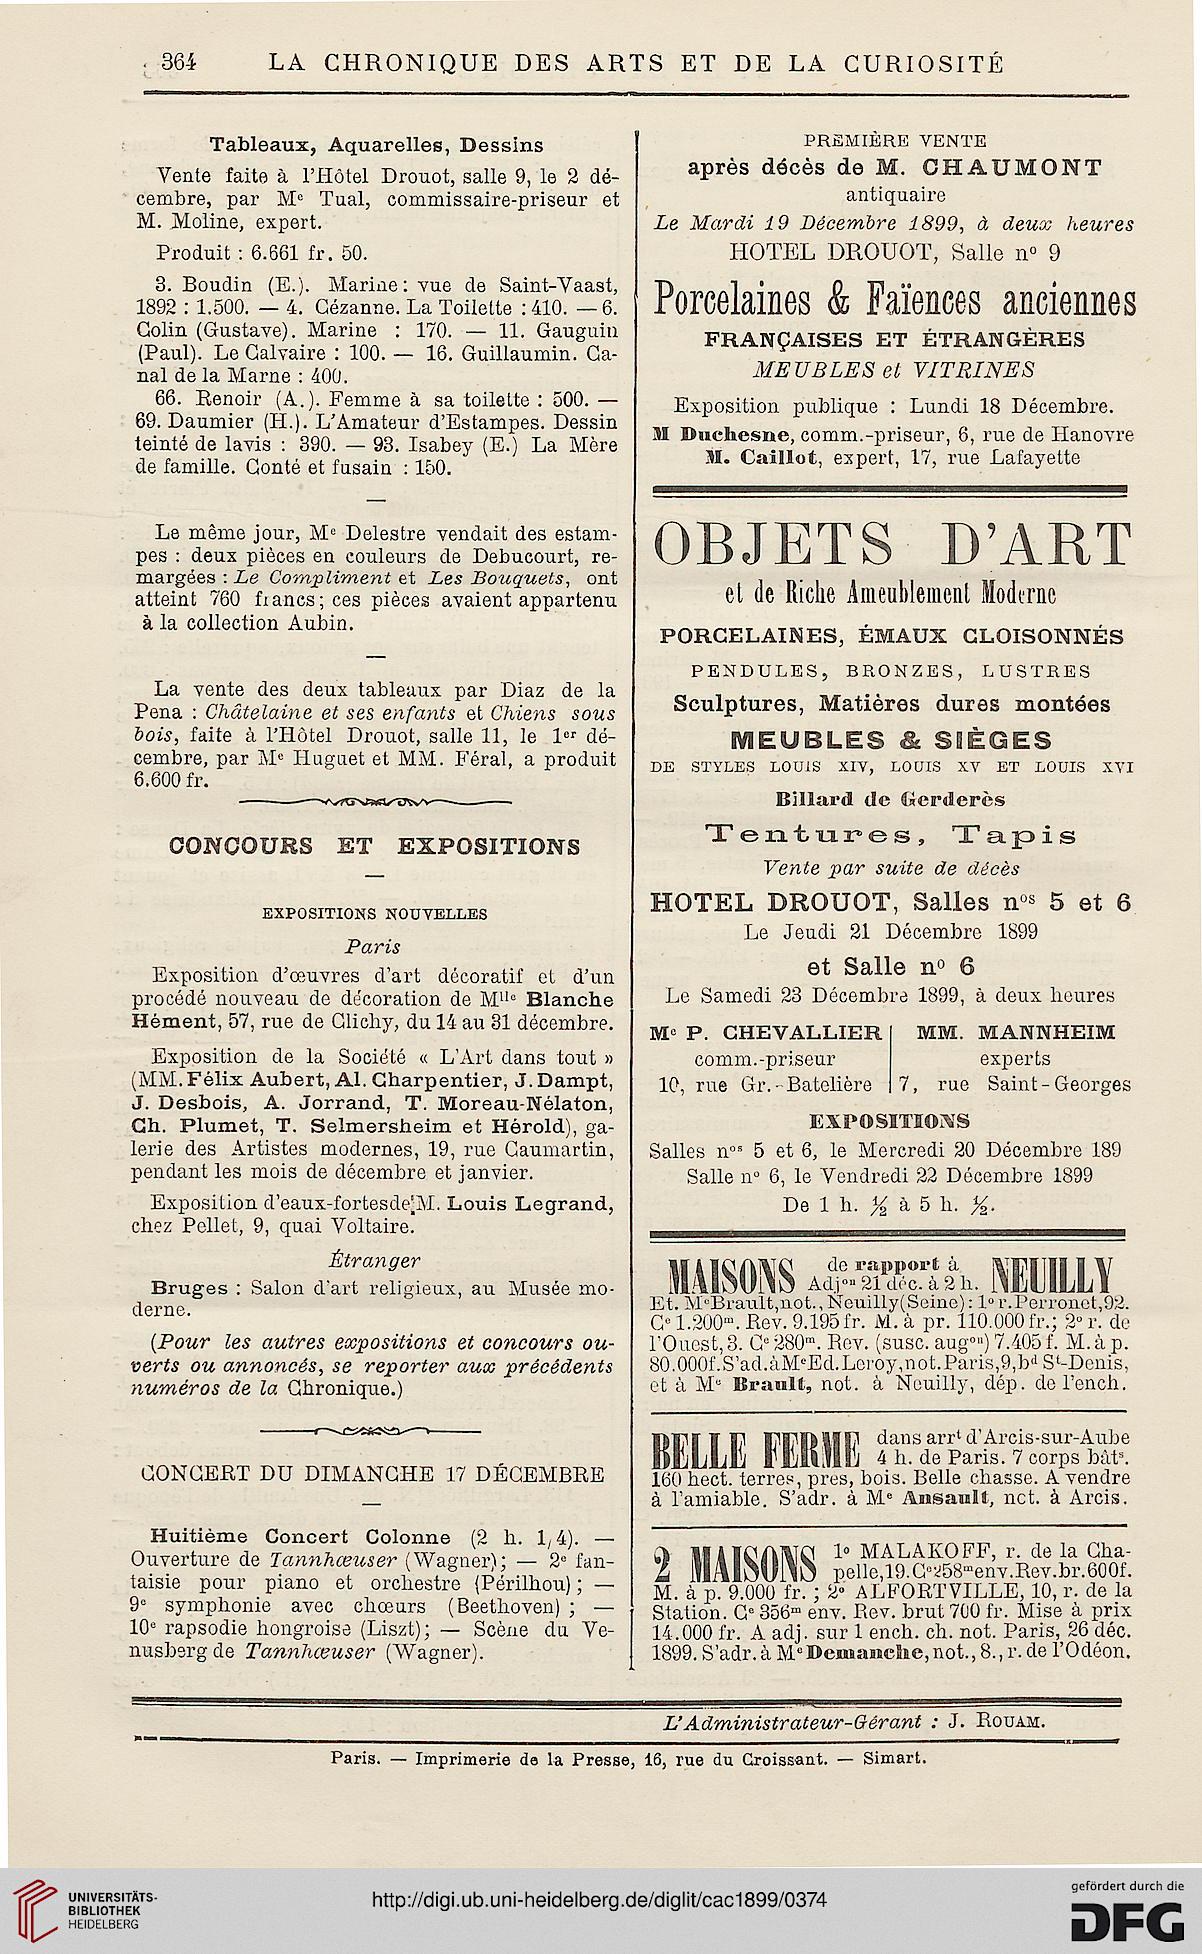 364 LA CHRONIQUE DES ARTS ET DE LA CURIOSITÉ
Tableaux, Aquarelles, Dessins
Vente faite à l'Hôtel Drouot, salle 9, le 2 dé-
cembre, par Me Tual, commissaire-priseur et
M. Moline, expert.
Produit : 6.661 fr. 50.
3. Boudin (E.). Marine : vue de Saint-Vaast,
1892 : 1.500. — 4. Cézanne. La Toilette : 410. — 6.
Colin (Gustave). Marine : 170. — 11. Gauguin
(Paul). Le Calvaire : 100. — 16. Guillaumin. Ca-
nal de la Marne : 400.
66. Renoir (A.). Femme à sa toilette : 500. —
69. Daumier (H.). L'Amateur d'Estampes. Dessin
teinté de lavis : 390. — 93. Isabey (E.) La Mère
de famille. Conté et fusain : 150.
—
Le même jour, Me Delestre vendait des estam-
pes : deux pièces en couleurs de Debucourt, re-
margées : Le Compliment et Les Bouquets, ont
atteint 760 francs; ces pièces avaient appartenu
à la collection Aubin.
—
La vente des deux tableaux par Diaz de la
Pena : Châtelaine et ses enfants et Chiens sous
bois, faite à l'Hôtel Drouot, salle 11, le 1er dé-
cembre, par Me Huguet et MM. Féral, a produit
6.600 fr.
CONCOURS ET EXPOSITIONS
—
EXPOSITIONS NOUVELLES
Paris
Exposition d'œuvres d'art décoratif et d'un
procédé nouveau de décoration de Mlle Blanche
Hément, 57, rue de Clichy, du 14 au 31 décembre.
Exposition de la Société « L'Art dans tout »
(MM. Félix Aubert, Al. Charpentier, J. Dampt,
J. Desbois, A. Jorrand, T. Moreau-Nélaton,
Ch. Plumet, T. Selmersheim et Hérold), ga-
lerie des Artistes modernes, 19, rue Caumartin,
pendant les mois de décembre et janvier.
Exposition d'eaux-fortes de M. Louis Legrand,
chez Pellet, 9, quai Voltaire.
Étranger
Bruges : Salon d'art religieux, au Musée mo-
derne.
(Pour les autres expositions et concours ou-
verts ou annoncés, se reporter aux précédents
numéros de la Chronique.)
CONCERT DU DIMANCHE 17 DÉCEMBRE
—
Huitième Concert Colonne (2 h. 1/4). —
Ouverture de Tannhœuser (Wagner); — 2e fan-
taisie pour piano et orchestre (Périlhou); —
9e symphonie avec chœurs (Beethoven) ; —
10e rapsodie hongroise (Liszt); — Scène du Ve-
nusberg de Tannhœuser (Wagner).
PREMIÈRE VENTE
après décès de M. CHAUMONT
antiquaire
Le Mardi 19 Décembre 1899, à deux heures
HOTEL DROUOT, Salle no 9
Porcelaines & Faïences anciennes
FRANÇAISES ET ÉTRANGÈRES
MEUBLES et VITRINES
Exposition publique : Lundi 18 Décembre.
M Duchesne, comm.-priseur, 6, rue de Hanovre
M. Caillot, expert, 17, rue Lafayette
OBJETS D'ART
et de Riche Ameublement Moderne
PORCELAINES, ÉMAUX CLOISONNÉS
PENDULES, BRONZES, LUSTRES
Sculptures, Matières dures montées
MEUBLES & SIÈGES
DE STYLES LOUIS XIV, LOUIS XV ET LOUIS XVI
Billard de Gerderès
Tentures, Tapis
Vente par suite de décès
HOTEL DROUOT, Salles nos 5 et 6
Le Jeudi 21 Décembre 1899
et Salle no 6
Le Samedi 23 Décembre 1899, à deux heures
Me P. CHEVALLIER
comm.-priseur
10, rue Gr.-Batelière
MM. MANNHEIM
experts
7, rue Saint-Georges
EXPOSITIONS
Salles nos 5 et 6, le Mercredi 20 Décembre 189
Salle no 6, le Vendredi 22 Décembre 1899
De 1 h. ½ à 5 h. ½.
MAISONS de rapport à NEUILLY
Adjon 21 déc. à 2 h.
Et. Me Brault, not., Neuilly (Seine) : 1o r. Perronet, 92.
Ce 1.200m. Rev. 9.195 fr. M. à pr. 110.000 fr.; 2o r. de
l'Ouest, 3. Ce 280m. Rev. (susc. augon) 7.405 f. M. à p.
80.000f. S'ad. à Me Ed. Leroy, not. Paris, 9, bd St-Denis,
et à Me Brault, not. à Neuilly, dép. de l'ench.
BELLE FERME dans arrt d'Arcis-sur-Aube
4 h. de Paris. 7 corps bâts.
160 hect. terres, prés, bois. Belle chasse. A vendre
à l'amiable. S'adr. à Me Ansault, nct. à Arcis.
2 MAISONS 1o MALAKOFF, r. de la Cha-
pelle, 19. Ce 258m env. Rev. br. 600f.
M. à p. 9.000 fr. ; 2o ALFORTVILLE, 10, r. de la
Station. Ce 356m env. Rev. brut 700 fr. Mise à prix
14.000 fr. A adj. sur 1 ench. ch. not. Paris, 26 déc.
1899. S'adr. à Me Demanche, not., 8., r. de l'Odéon.
L'Administrateur-Gérant : J. ROUAM.
Paris. — Imprimerie de la Presse, 16, rue du Croissant. — Simart.
UNIVERSITÄTS-
BIBLIOTHEK
HEIDELBERG
http://digi.ub.uni-heidelberg.de/diglit/cac1899/0374
gefördert durch die
DFG